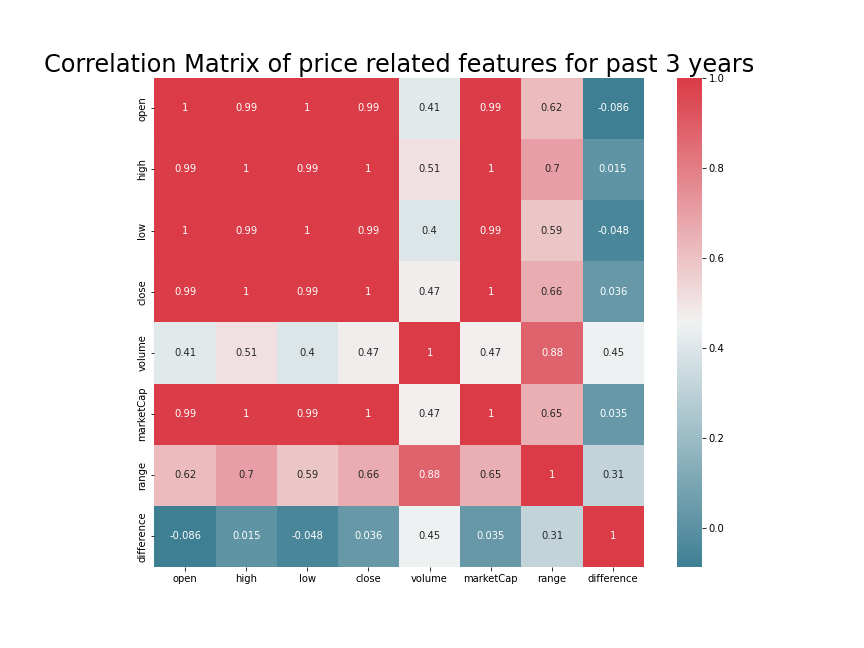 Correlation Matrix of price related features for past 3 years
open 1 0.99 1 0.99 0.41 0.99 0.62 -0.086
high 0.99 1 0.99 1 0.51 1 0.7 0.015
low 1 0.99 1 0.99 0.4 0.99 0.59 -0.048
close 0.99 1 0.99 1 0.47 1 0.66 0.036
volume 0.41 0.51 0.4 0.47 1 0.47 0.88 0.45
marketCap 0.99 1 0.99 1 0.47 1 0.65 0.035
range 0.62 0.7 0.59 0.66 0.88 0.65 1 0.31
difference -0.086 0.015 -0.048 0.036 0.45 0.035 0.31 1
open high low close volume marketCap range difference
1.0
0.8
0.6
0.4
0.2
0.0